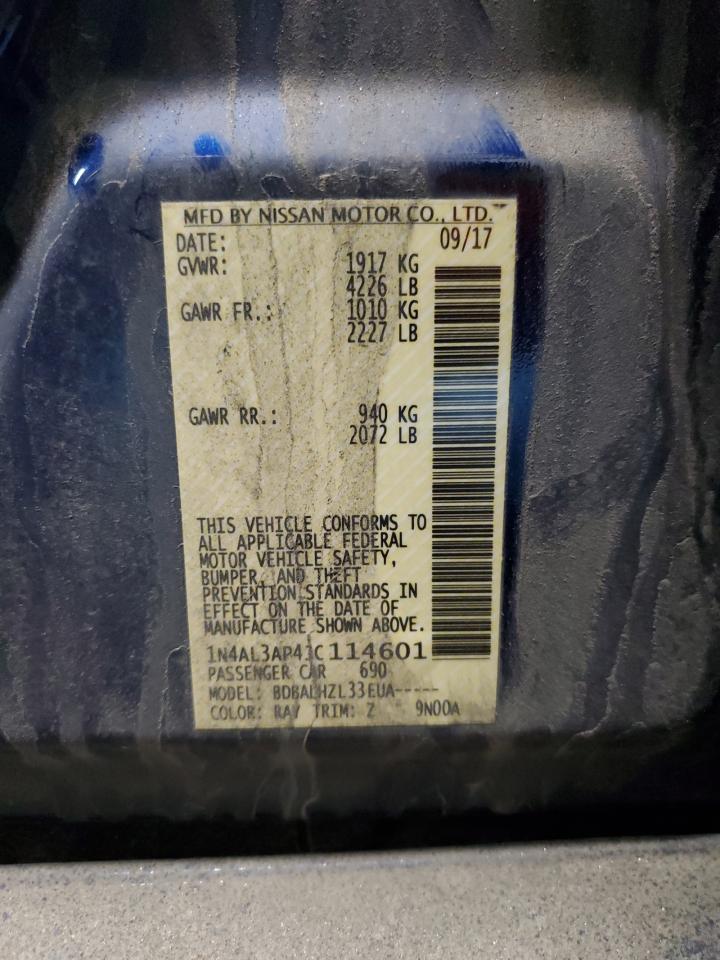 MFD BY NISSAN MOTOR CO., LTD.
DATE: 09/17
GVWR: 1917 KG
4226 LB
GAWR FR.: 1010 KG
2227 LB
GAWR RR.: 940 KG
2072 LB
THIS VEHICLE CONFORMS TO
ALL APPLICABLE FEDERAL
MOTOR VEHICLE SAFETY,
BUMPER, AND THEFT
PREVENTION STANDARDS IN
EFFECT ON THE DATE OF
MANUFACTURE SHOWN ABOVE.
1N4AL3AP4JC114601
PASSENGER CAR 690
MODEL: BDBALHZL33EUA-----
COLOR: RAY TRIM: Z 9N00A